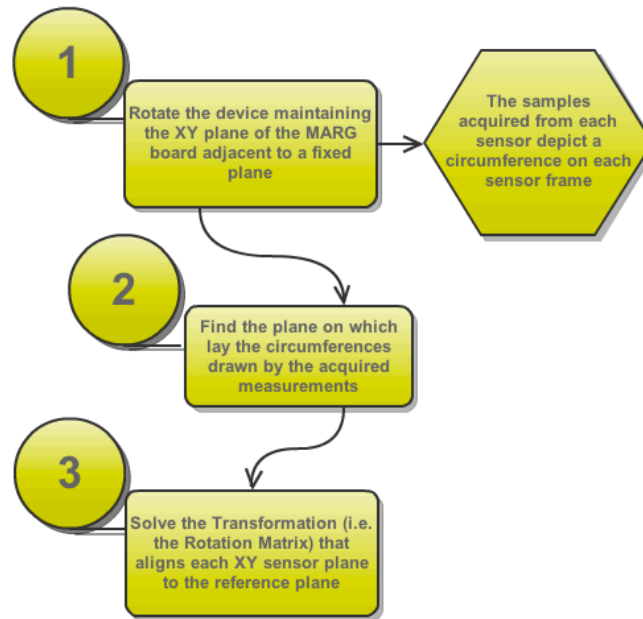 1
Rotate the device maintaining
the XY plane of the MARG
board adjacent to a fixed
plane
The samples
acquired from each
sensor depict a
circumference on each
sensor frame
2
Find the plane on which
lay the circumferences
drawn by the acquired
measurements
3
Solve the Transformation (i.e.
the Rotation Matrix) that
aligns each XY sensor plane
to the reference plane